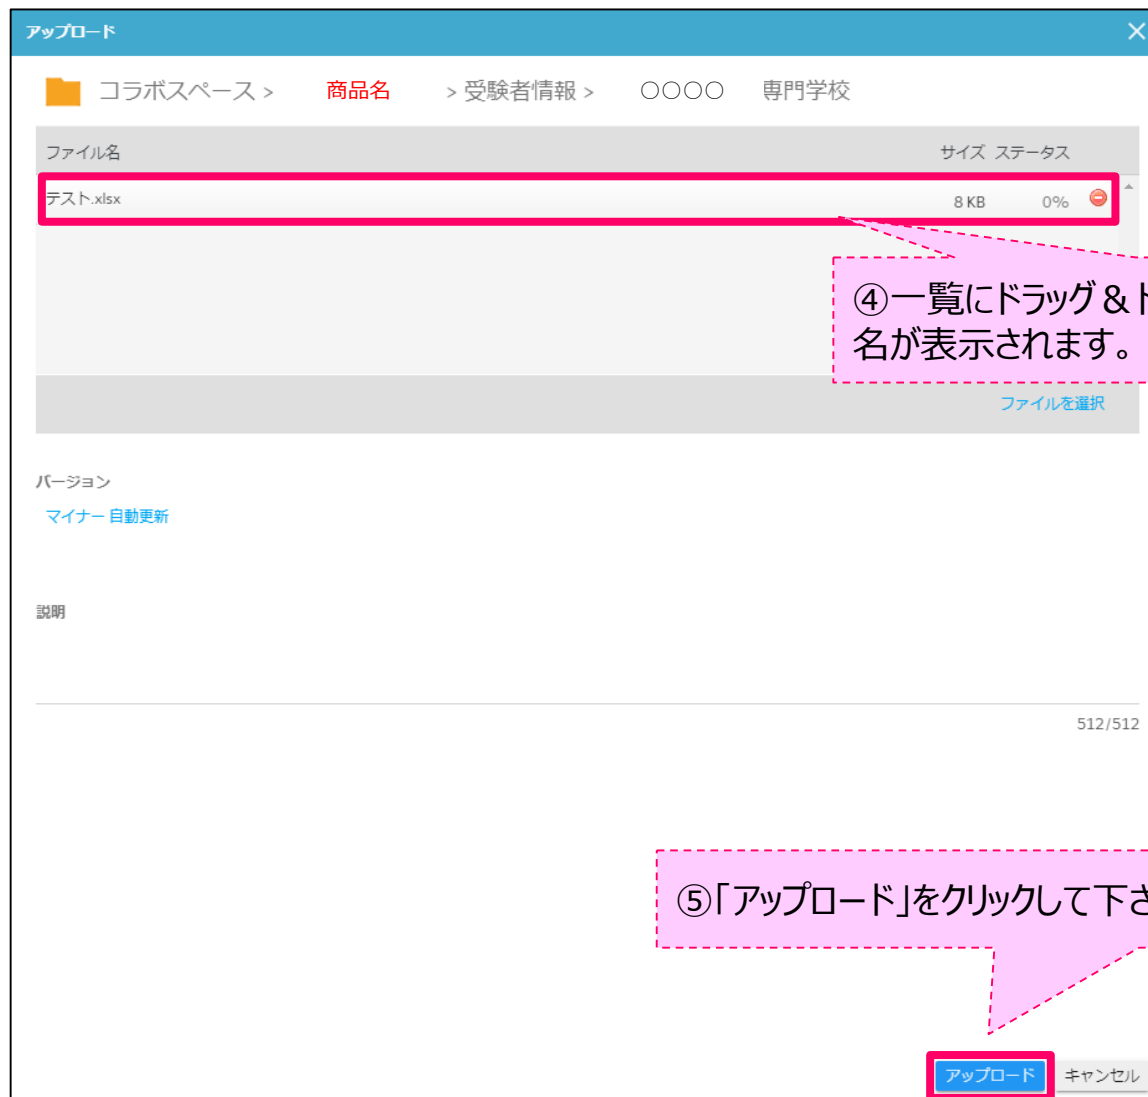 アップロード
コラボスペース > 商品名 > 受験者情報 > ○○○○ 専門学校
ファイル名 サイズ ステータス
テスト.xlsx 8 KB 0%
④一覧にドラッグ＆ド
名が表示されます。
ファイルを選択
バージョン
マイナー 自動更新
説明
512/512
⑤「アップロード」をクリックして下さ
アップロード キャンセル